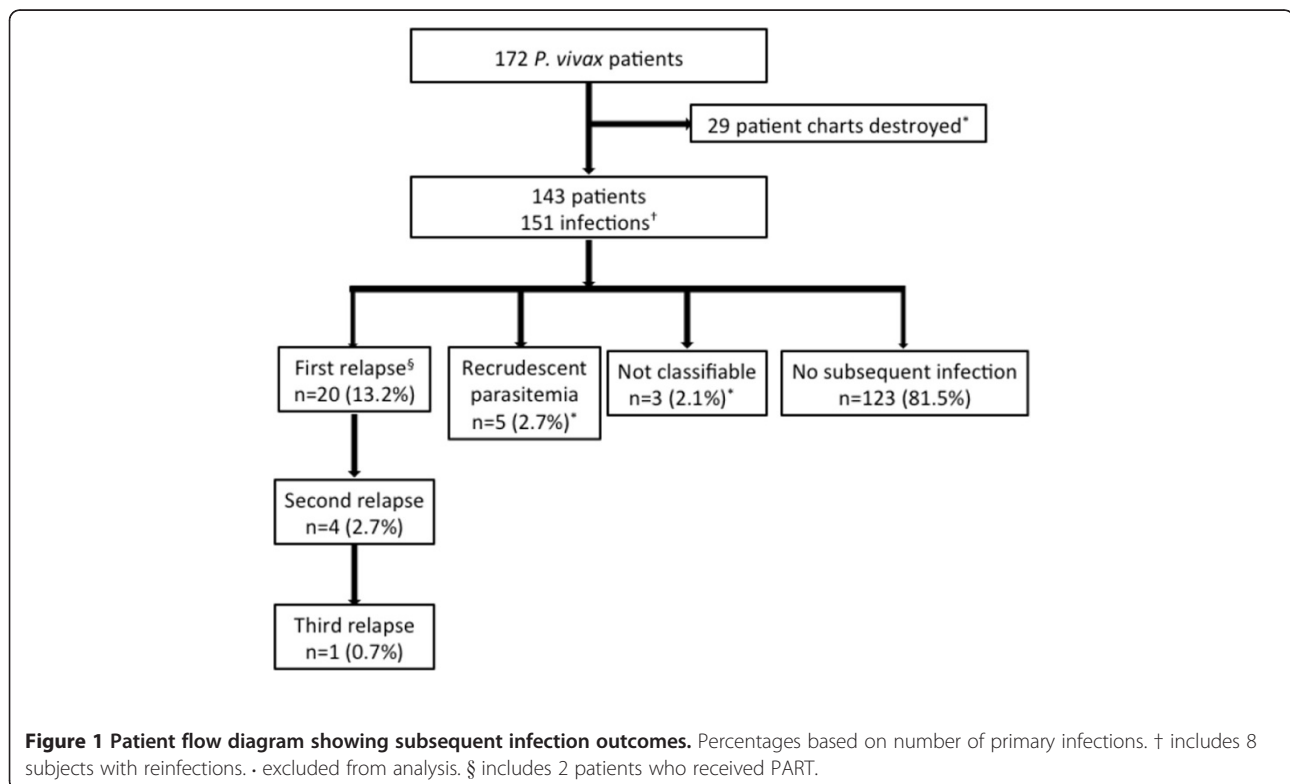 172 P. vivax patients
29 patient charts destroyed*
143 patients
151 infections†
First relapse§
n=20 (13.2%)
Recrudescent
parasitemia
n=5 (2.7%)*
Not classifiable
n=3 (2.1%)*
No subsequent infection
n=123 (81.5%)
Second relapse
n=4 (2.7%)
Third relapse
n=1 (0.7%)
Figure 1 Patient flow diagram showing subsequent infection outcomes. Percentages based on number of primary infections. † includes 8
subjects with reinfections. · excluded from analysis. § includes 2 patients who received PART.